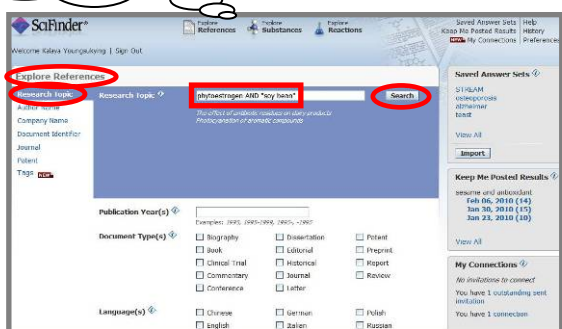 SciFinder®
Explore References
Explore Substances
Explore Reactions
Saved Answer Sets | Help
Keep Me Posted Results | History
NEW My Connections | Preferences
Welcome Kalaya Youngsukying | Sign Out
Explore References
Research Topic
Author Name
Company Name
Document Identifier
Journal
Patent
Tags NEW
Research Topic
phytoestrogen AND "soy bean"
Search
The effect of antibiotic residues on dairy products
Photocyanation of aromatic compounds
Publication Year(s)
Examples: 1995, 1995-1999, 1995-, -1995
Document Type(s)
Biography
Dissertation
Patent
Book
Editorial
Preprint
Clinical Trial
Historical
Report
Commentary
Journal
Review
Conference
Letter
Language(s)
Chinese
German
Polish
English
Italian
Russian
Saved Answer Sets
STREAM
osteoporosis
alzheimer
toast
View All
Import
Keep Me Posted Results
sesame and antioxidant
Feb 06, 2010 (14)
Jan 30, 2010 (15)
Jan 23, 2010 (10)
View All
My Connections
No invitations to connect
You have 1 outstanding sent
invitation
You have 1 connection